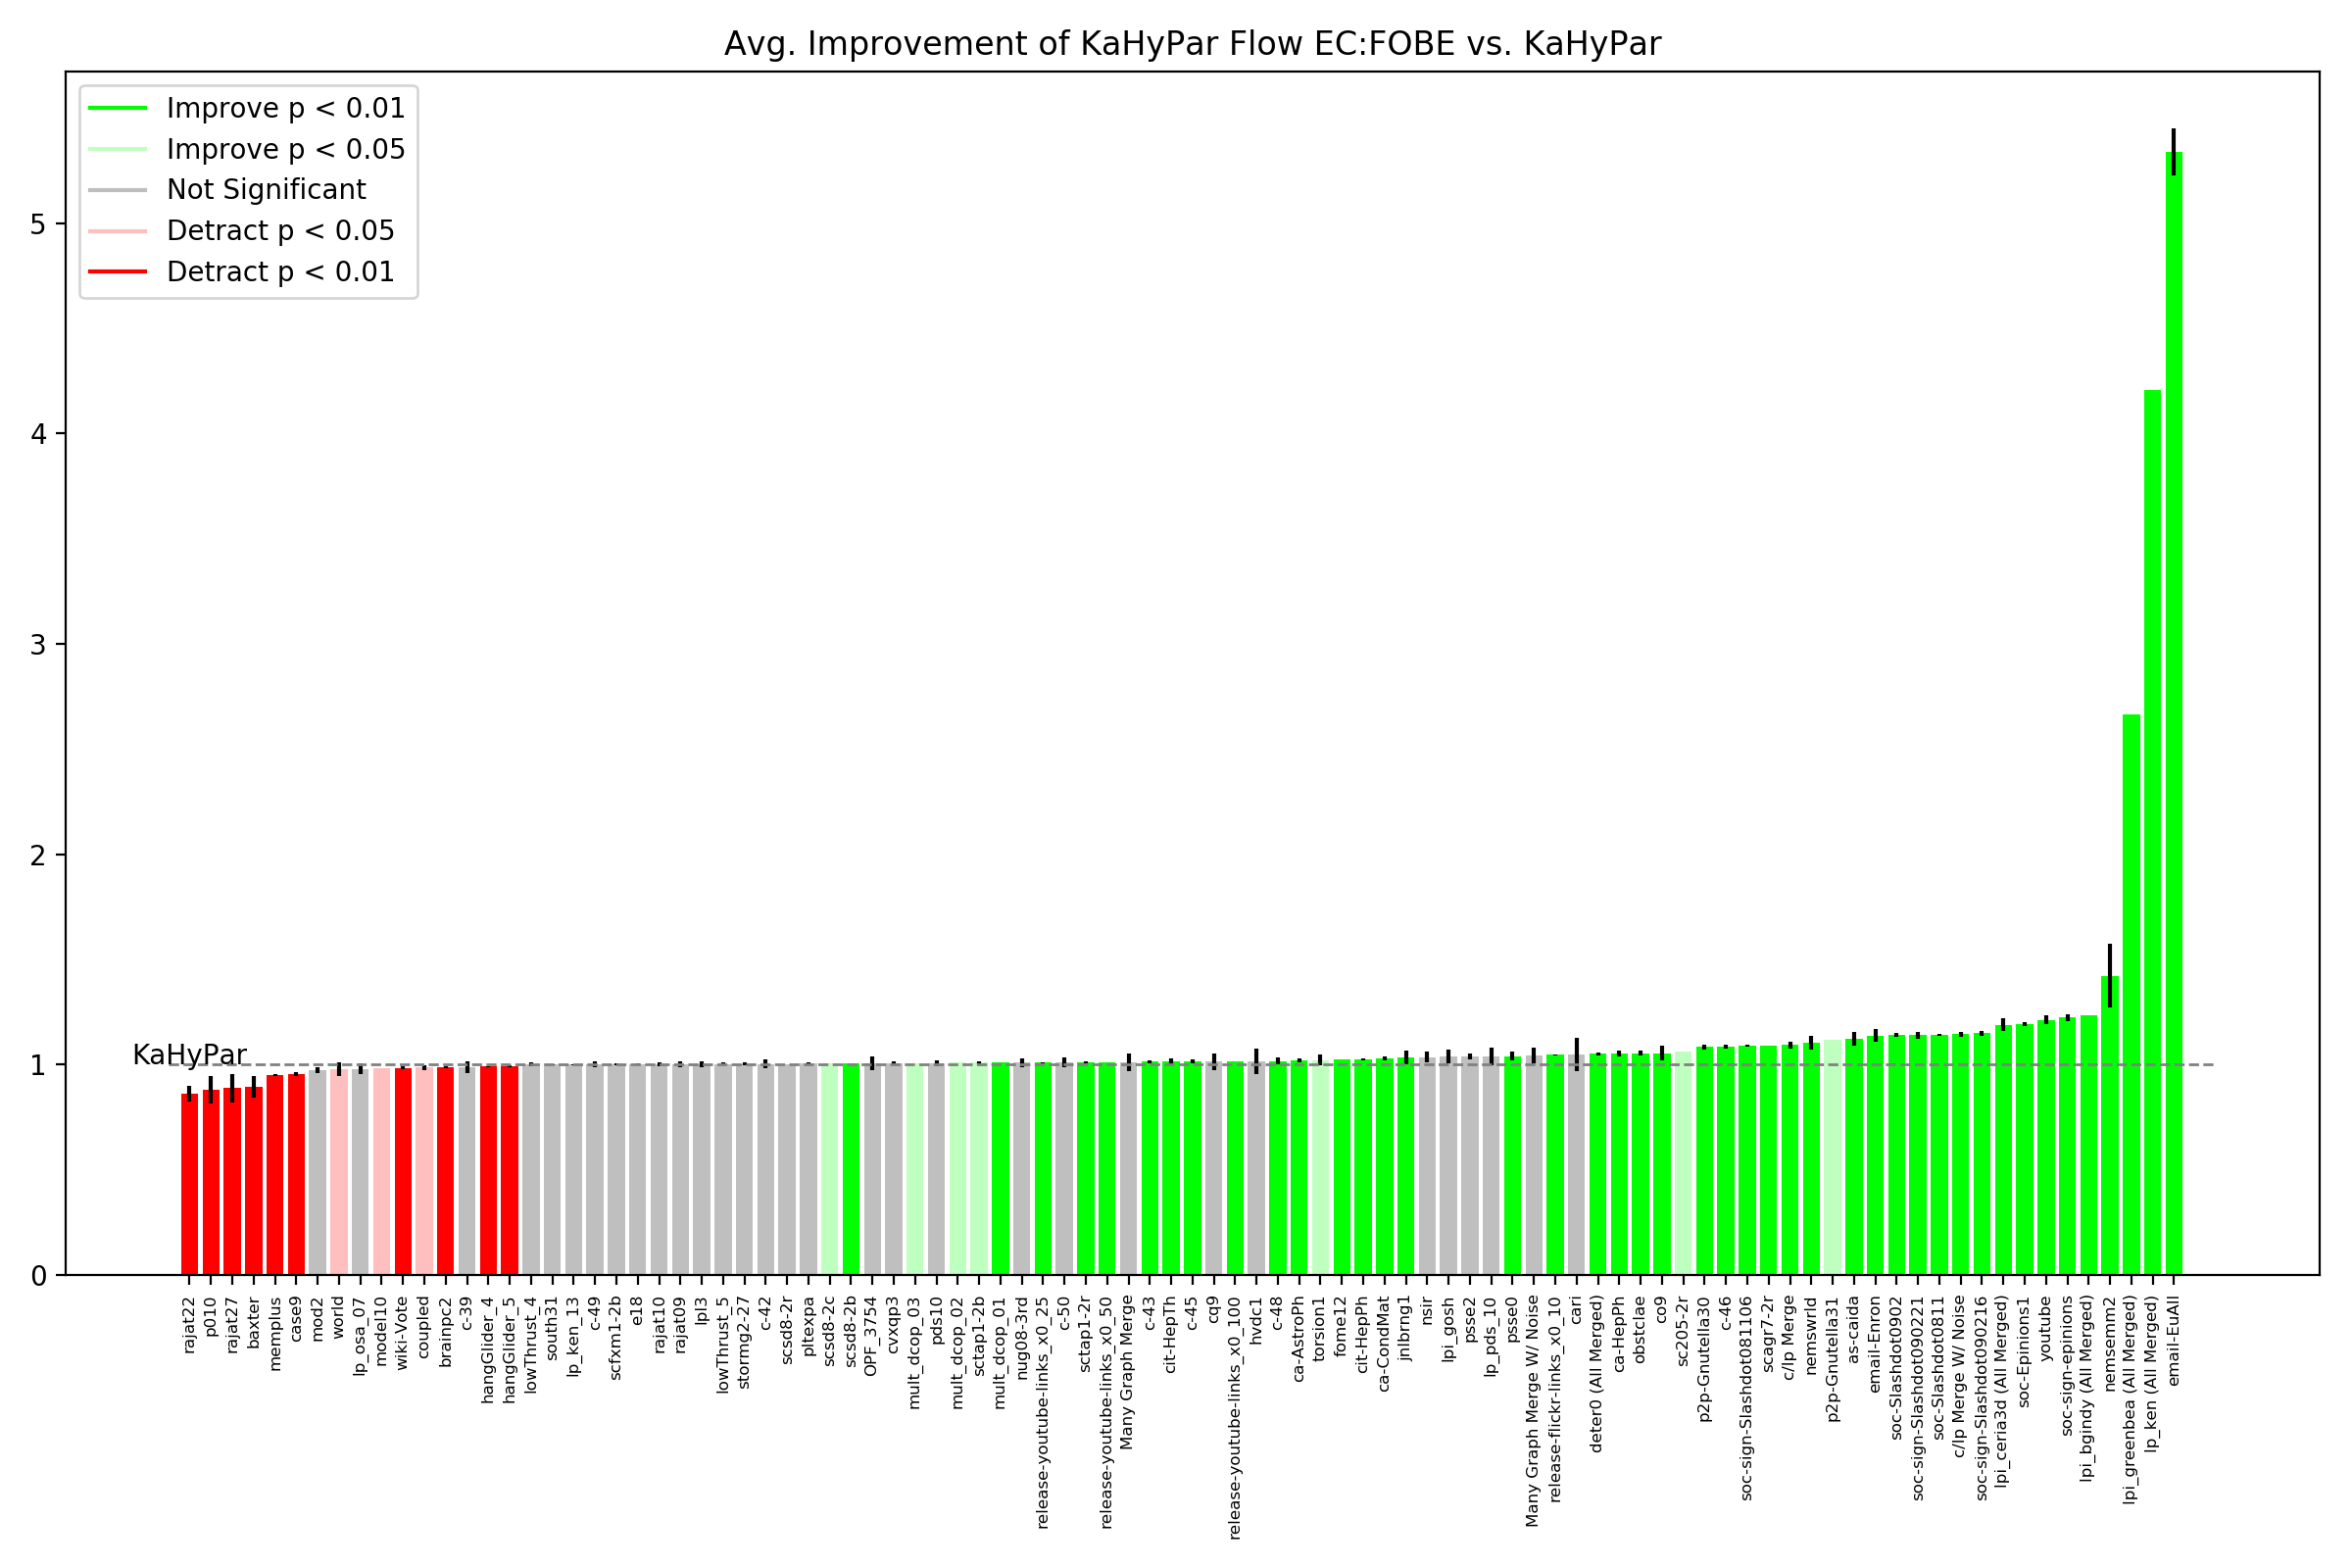 Avg. Improvement of KaHyPar Flow EC:FOBE vs. KaHyPar
Improve p < 0.01
Improve p < 0.05
Not Significant
Detract p < 0.05
Detract p < 0.01
5
4
3
2
1
0
KaHyPar
rajat22
p010
rajat27
baxter
memplus
case9
mod2
world
lp_osa_07
model10
wiki-Vote
coupled
brainpc2
c-39
hangGlider_4
hangGlider_5
lowThrust_4
south31
lp_ken_13
c-49
scfxm1-2b
e18
rajat10
rajat09
lpl3
lowThrust_5
stormg2-27
c-42
scsd8-2r
pltexpa
scsd8-2c
scsd8-2b
OPF_3754
cvxqp3
mult_dcop_03
pds10
mult_dcop_02
sctap1-2b
mult_dcop_01
nug08-3rd
release-youtube-links_x0_25
c-50
sctap1-2r
release-youtube-links_x0_50
Many Graph Merge
c-43
cit-HepTh
c-45
cq9
release-youtube-links_x0_100
hvdc1
c-48
ca-AstroPh
torsion1
fome12
cit-HepPh
ca-CondMat
jnlbrng1
nsir
lpi_gosh
psse2
lp_pds_10
psse0
Many Graph Merge W/ Noise
release-flickr-links_x0_10
cari
deter0 (All Merged)
ca-HepPh
obstclae
co9
sc205-2r
p2p-Gnutella30
c-46
soc-sign-Slashdot081106
scagr7-2r
c/lp Merge
nemswrld
p2p-Gnutella31
as-caida
email-Enron
soc-Slashdot0902
soc-sign-Slashdot090221
soc-Slashdot0811
c/lp Merge W/ Noise
soc-sign-Slashdot090216
lpi_ceria3d (All Merged)
soc-Epinions1
youtube
soc-sign-epinions
lpi_bgindy (All Merged)
nemsemm2
lpi_greenbea (All Merged)
lp_ken (All Merged)
email-EuAll